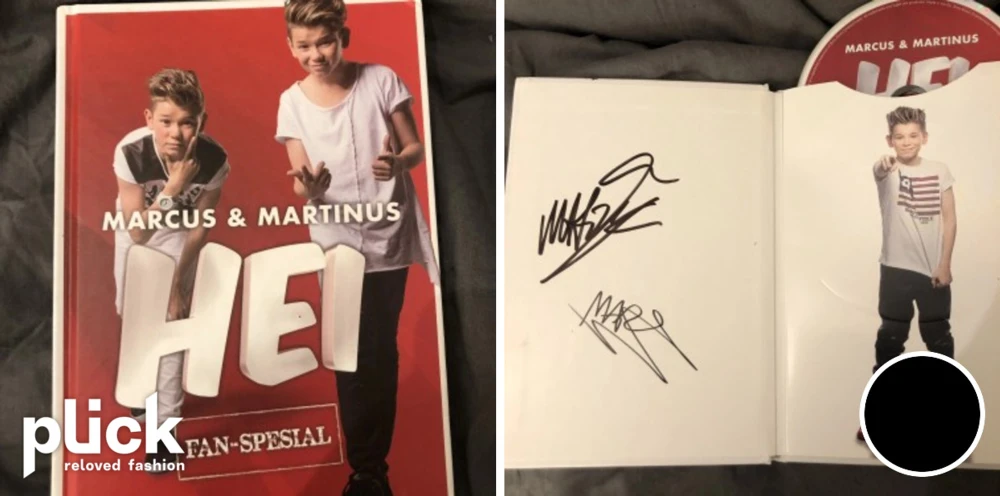 MARCUS & MARTINUS
HEI
FAN-SPESIAL
plick
reloved fashion
MARCUS & MARTINUS
HEI